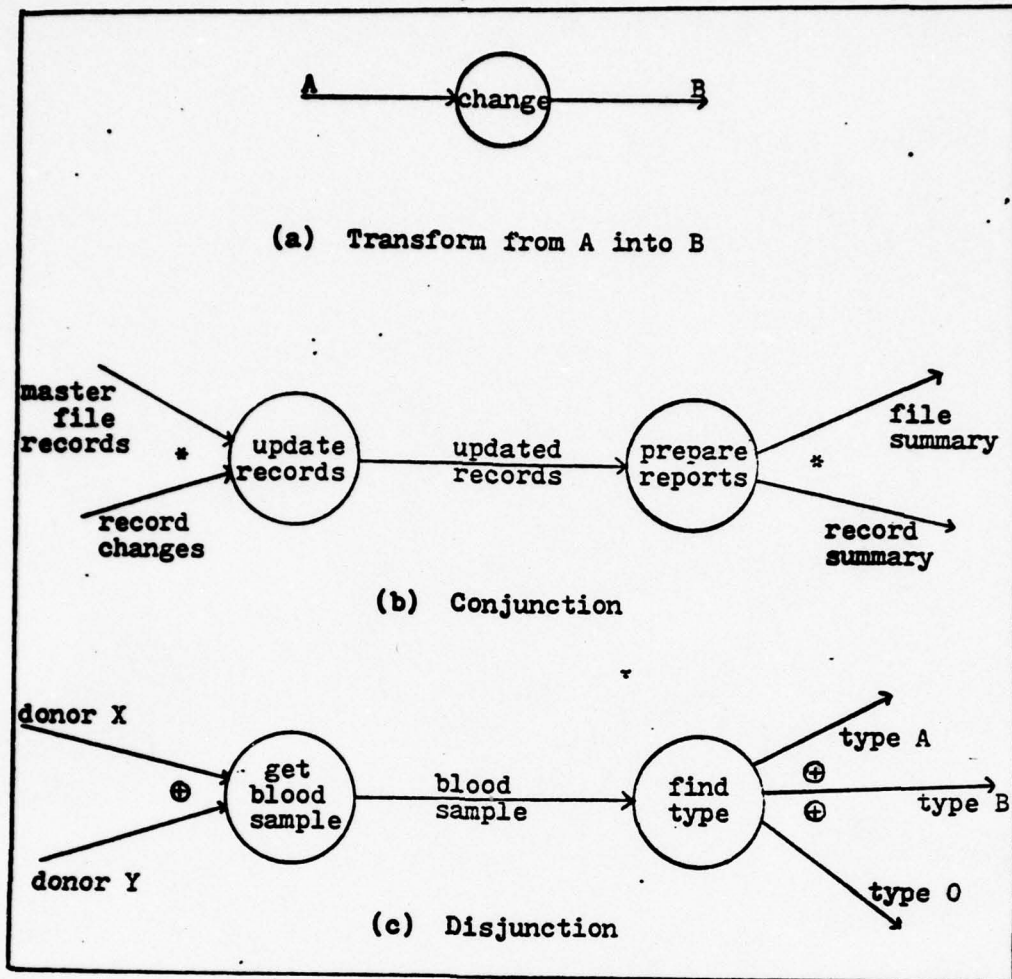 A
change
B
(a) Transform from A into B
master
file
records
*
record
changes
update
records
updated
records
prepare
reports
file
summary
*
record
summary
(b) Conjunction
donor X
⊕
donor Y
get
blood
sample
blood
sample
find
type
type A
⊕
type B
⊕
type O
(c) Disjunction